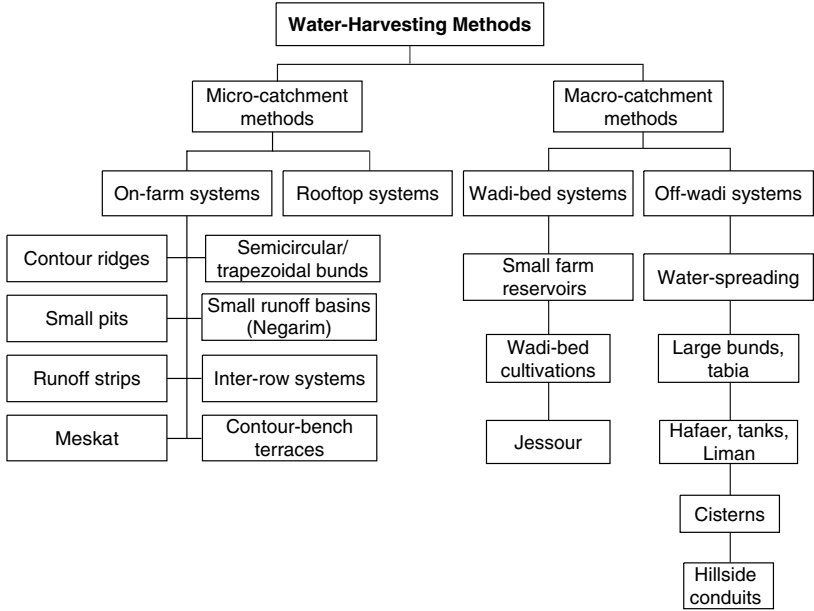 Water-Harvesting Methods
Micro-catchment
methods
Macro-catchment
methods
On-farm systems
Rooftop systems
Wadi-bed systems
Off-wadi systems
Contour ridges
Semicircular/
trapezoidal bunds
Small farm
reservoirs
Water-spreading
Small pits
Small runoff basins
(Negarim)
Wadi-bed
cultivations
Large bunds,
tabia
Runoff strips
Inter-row systems
Meskat
Contour-bench
terraces
Jessour
Hafaer, tanks,
Liman
Cisterns
Hillside
conduits